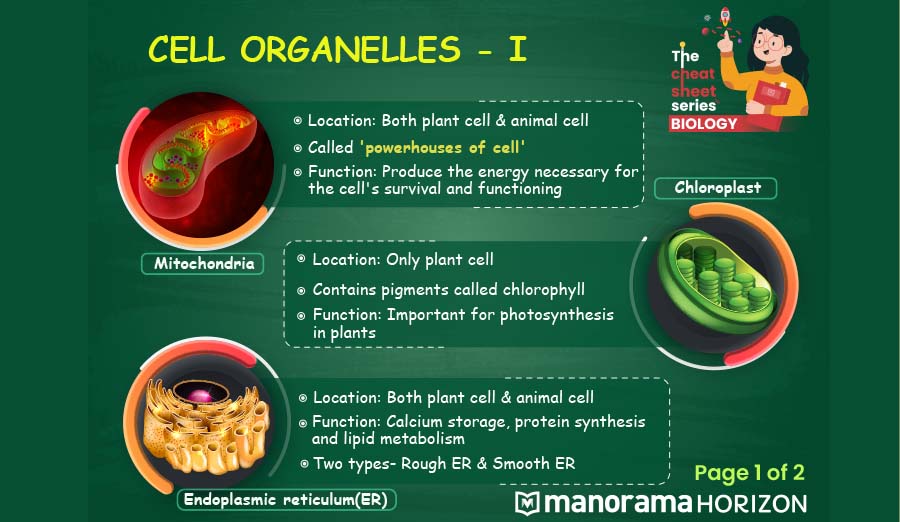 CELL ORGANELLES - I
The
cheat
sheet
series
BIOLOGY
Location: Both plant cell & animal cell
Called 'powerhouses of cell'
Function: Produce the energy necessary for
the cell's survival and functioning
Mitochondria
Chloroplast
Location: Only plant cell
Contains pigments called chlorophyll
Function: Important for photosynthesis
in plants
Location: Both plant cell & animal cell
Function: Calcium storage, protein synthesis
and lipid metabolism
Two types- Rough ER & Smooth ER
Endoplasmic reticulum(ER)
Page 1 of 2
manorama HORIZON